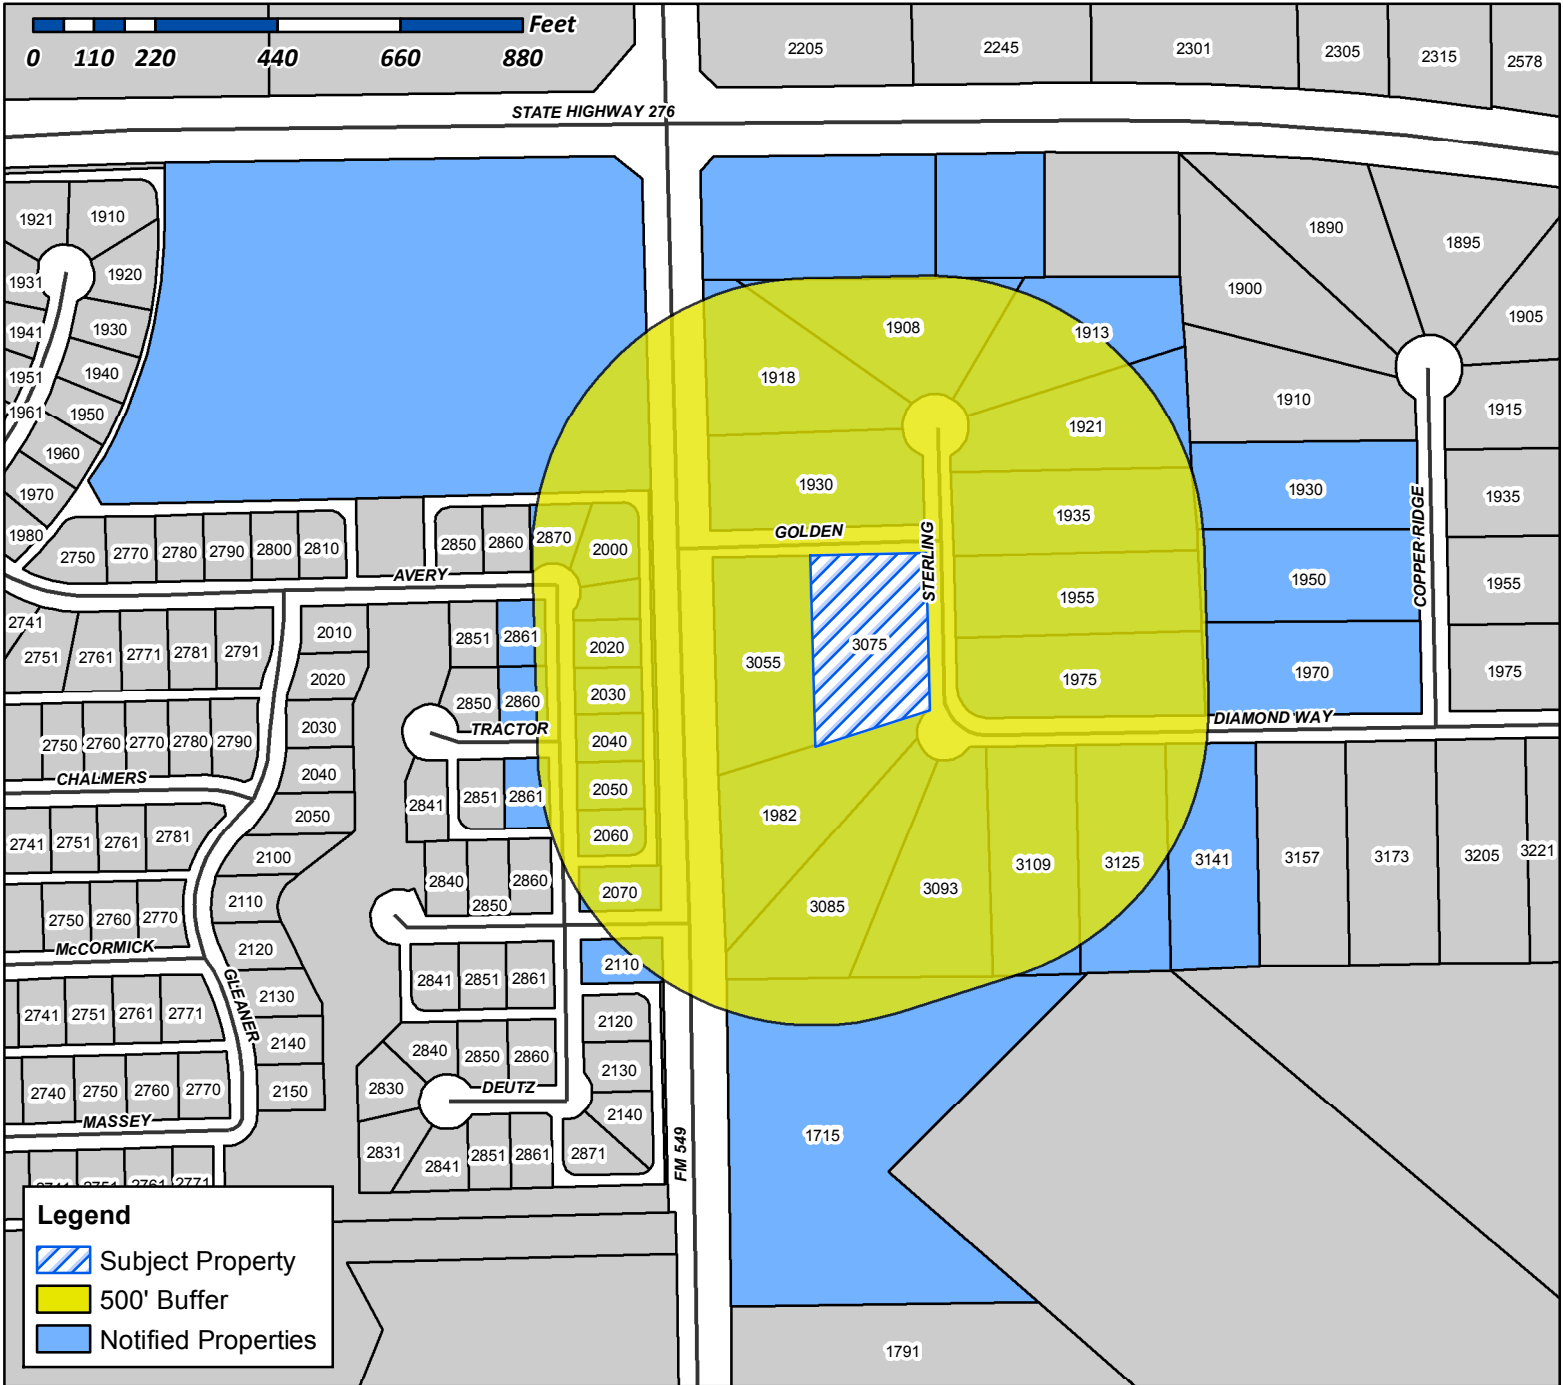 Feet
0 110 220 440 660 880
2205 2245 2301 2305 2315 2578
STATE HIGHWAY 276
1921 1910
1931 1920
1941 1930
1951 1940
1961 1950
1960
1970
1980
1890 1895
1900 1905
1910 1915
1908 1913
1918 1921
1930 1935
1930 1935
GOLDEN
STERLING
COPPER RIDGE
1950 1955
1955
1970 1975
1975
DIAMOND WAY
3055 3075
2750 2770 2780 2790 2800 2810
2850 2860 2870 2000
AVERY
2741
2751 2761 2771 2781 2791
2010
2020
2030
2040
2050
2851 2861
2850 2860
TRACTOR
2020
2030
2040
2050
2060
2070
2750 2760 2770 2780 2790
CHALMERS
2741 2751 2761 2781
2841 2851 2861
2100
2110
2120
2130
2140
2150
2840 2850 2860
2750 2760 2770
McCORMICK
GLEANER
2741 2751 2761 2771
2841 2851 2861
2110
2120
2130
2140
2840 2850 2860
2830
DEUTZ
2740 2750 2760 2770
MASSEY
2831 2841 2851 2861 2871
2741 2751 2761 2771
FM 549
1982
3085 3093 3109 3125 3141 3157 3173 3205 3221
1715
1791
Legend
Subject Property
500' Buffer
Notified Properties